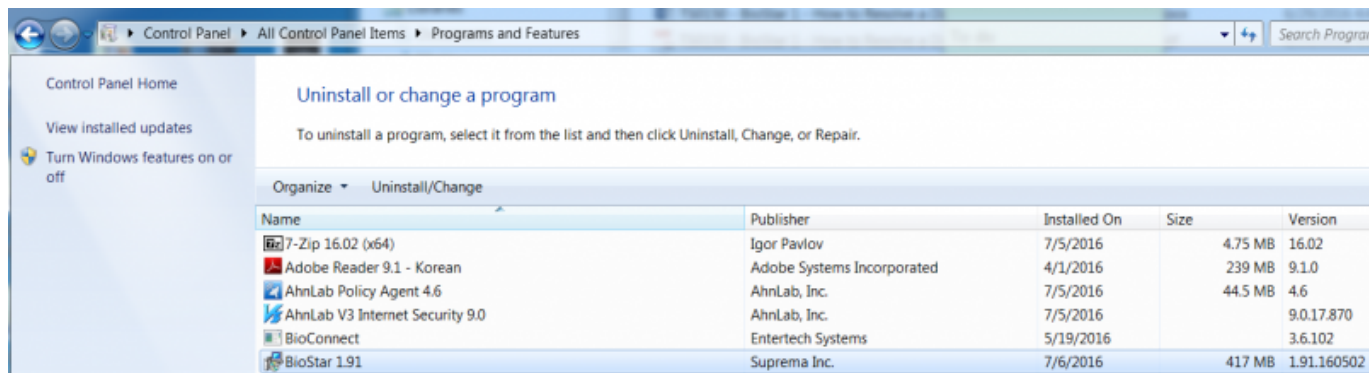 Control Panel ▸ All Control Panel Items ▸ Programs and Features
Search Progra
Control Panel Home
View installed updates
Turn Windows features on or
off
Uninstall or change a program
To uninstall a program, select it from the list and then click Uninstall, Change, or Repair.
Organize Uninstall/Change
Name Publisher Installed On Size Version
7-Zip 16.02 (x64) Igor Pavlov 7/5/2016 4.75 MB 16.02
Adobe Reader 9.1 - Korean Adobe Systems Incorporated 4/1/2016 239 MB 9.1.0
AhnLab Policy Agent 4.6 AhnLab, Inc. 7/5/2016 44.5 MB 4.6
AhnLab V3 Internet Security 9.0 AhnLab, Inc. 7/5/2016 9.0.17.870
BioConnect Entertech Systems 5/19/2016 3.6.102
BioStar 1.91 Suprema Inc. 7/6/2016 417 MB 1.91.160502